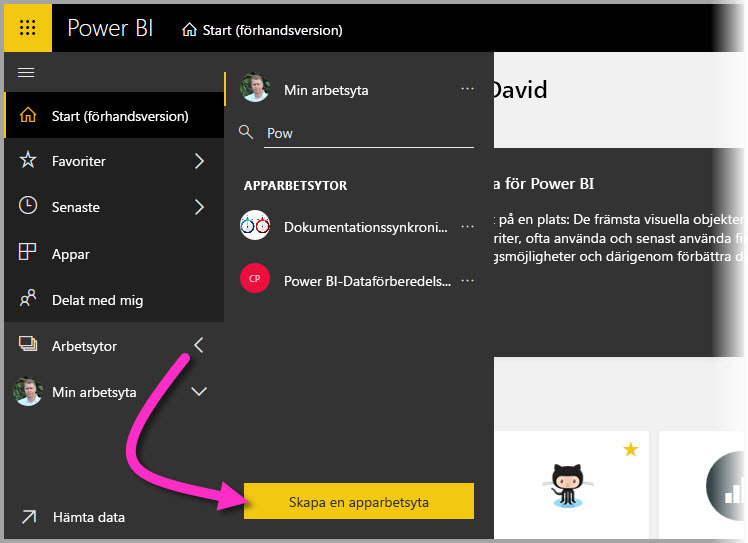 Power BI
Start (förhandsversion)
Start (förhandsversion)
Favoriter
Senaste
Appar
Delat med mig
Arbetsytor
Min arbetsyta
Hämta data
Min arbetsyta
Pow
APPARBETSYTOR
Dokumentationssynkroni...
CP
Power BI-Dataförberedels...
Skapa en apparbetsyta
David
a för Power BI
på en plats: De främsta visuella objekten
riter, ofta använda och senast använda
gsmöjligheter och därigenom förbättra